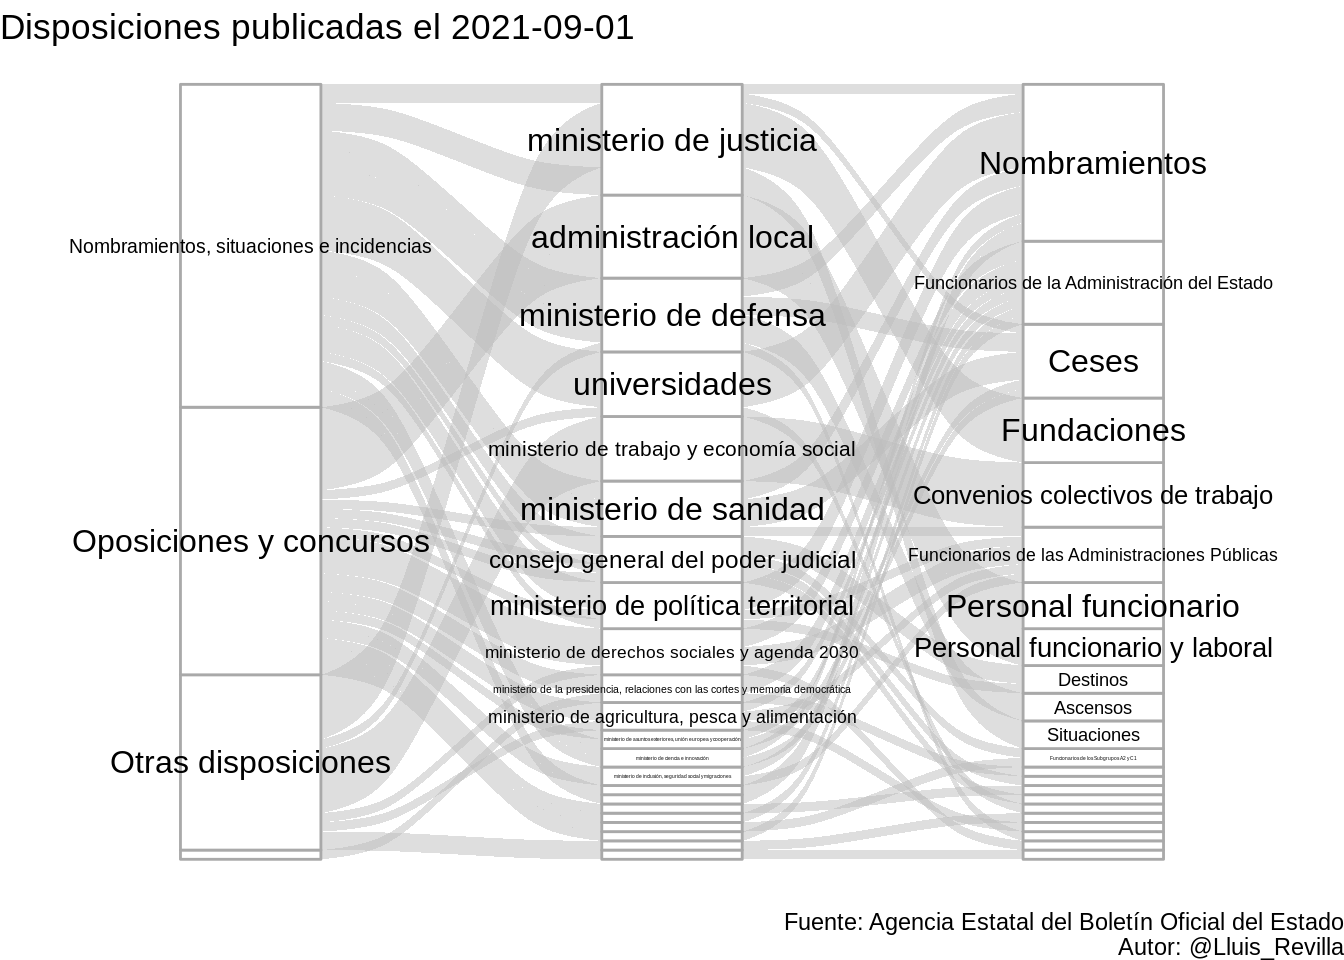 Disposiciones publicadas el 2021-09-01
Nombramientos, situaciones e incidencias
Oposiciones y concursos
Otras disposiciones
ministerio de justicia
administración local
ministerio de defensa
universidades
ministerio de trabajo y economía social
ministerio de sanidad
consejo general del poder judicial
ministerio de política territorial
ministerio de derechos sociales y agenda 2030
ministerio de la presidencia, relaciones con las cortes y memoria democrática
ministerio de agricultura, pesca y alimentación
ministerio de asuntos exteriores, unión europea y cooperación
ministerio de ciencia e innovación
ministerio de inclusión, seguridad social y migraciones
Nombramientos
Funcionarios de la Administración del Estado
Ceses
Fundaciones
Convenios colectivos de trabajo
Funcionarios de las Administraciones Públicas
Personal funcionario
Personal funcionario y laboral
Destinos
Ascensos
Situaciones
Funcionarios de los Subgrupos A2 y C1
Fuente: Agencia Estatal del Boletín Oficial del Estado
Autor: @Lluis_Revilla